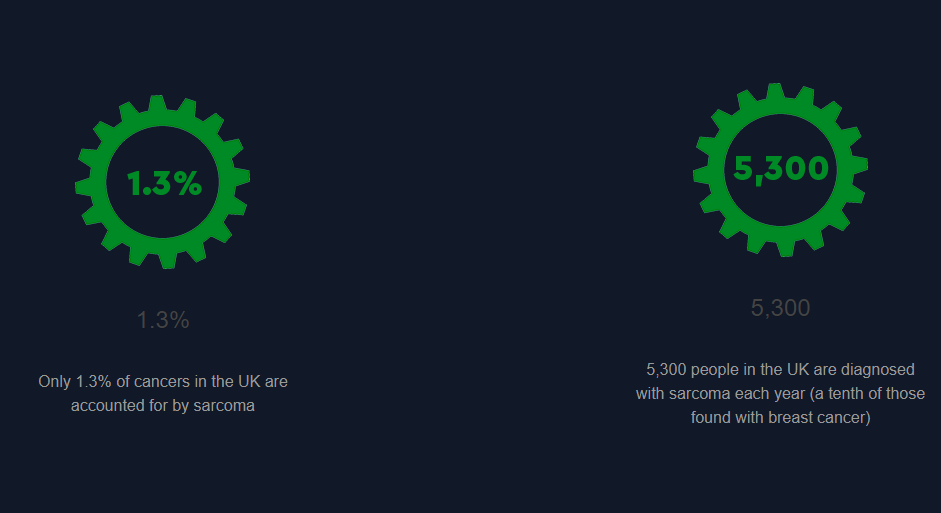 1.3%
1.3%
Only 1.3% of cancers in the UK are
accounted for by sarcoma
5,300
5,300
5,300 people in the UK are diagnosed
with sarcoma each year (a tenth of those
found with breast cancer)